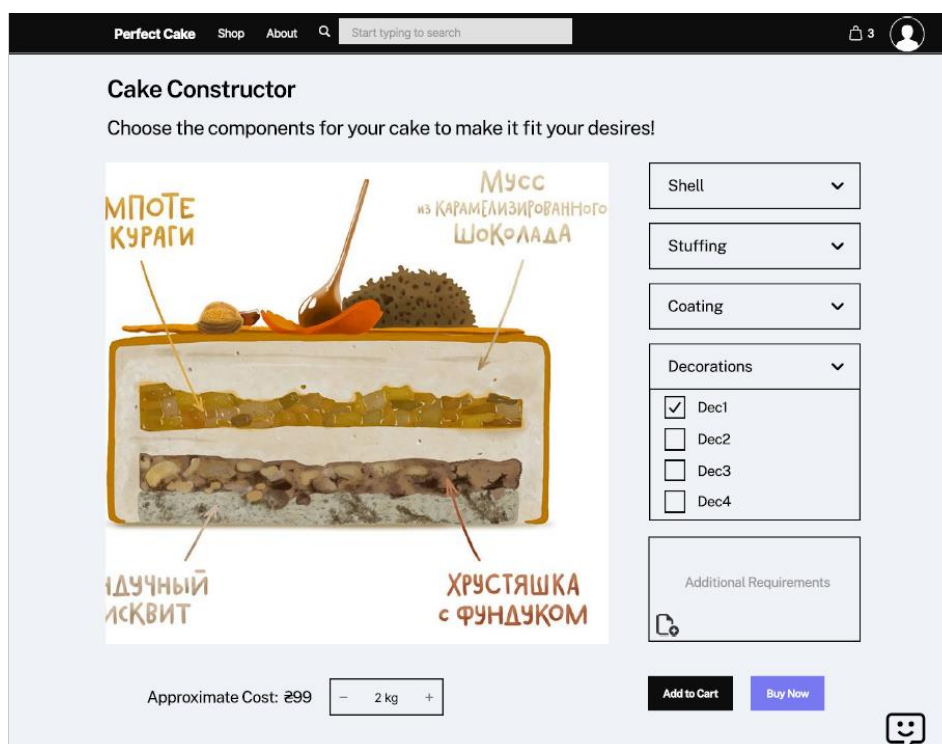 Perfect Cake Shop About Start typing to search 3
Cake Constructor
Choose the components for your cake to make it fit your desires!
МПОТЕ
КУРАГИ
Мусс
из карамелизированного
шоколада
ндучный
исквит
Хрустяшка
с фундуком
Shell
Stuffing
Coating
Decorations
Dec1
Dec2
Dec3
Dec4
Additional Requirements
Approximate Cost: ₴99
− 2 kg +
Add to Cart
Buy Now